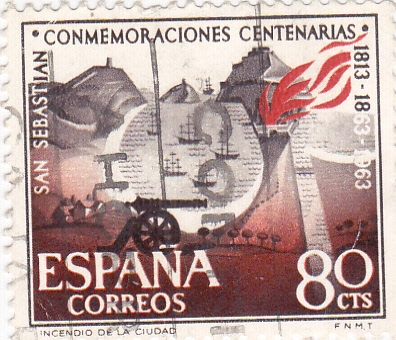 CONMEMORACIONES CENTENARIAS
SAN SEBASTIAN
1813-1863-1963
ESPAÑA
CORREOS
80 CTS
INCENDIO DE LA CIUDAD
F.N.M.T